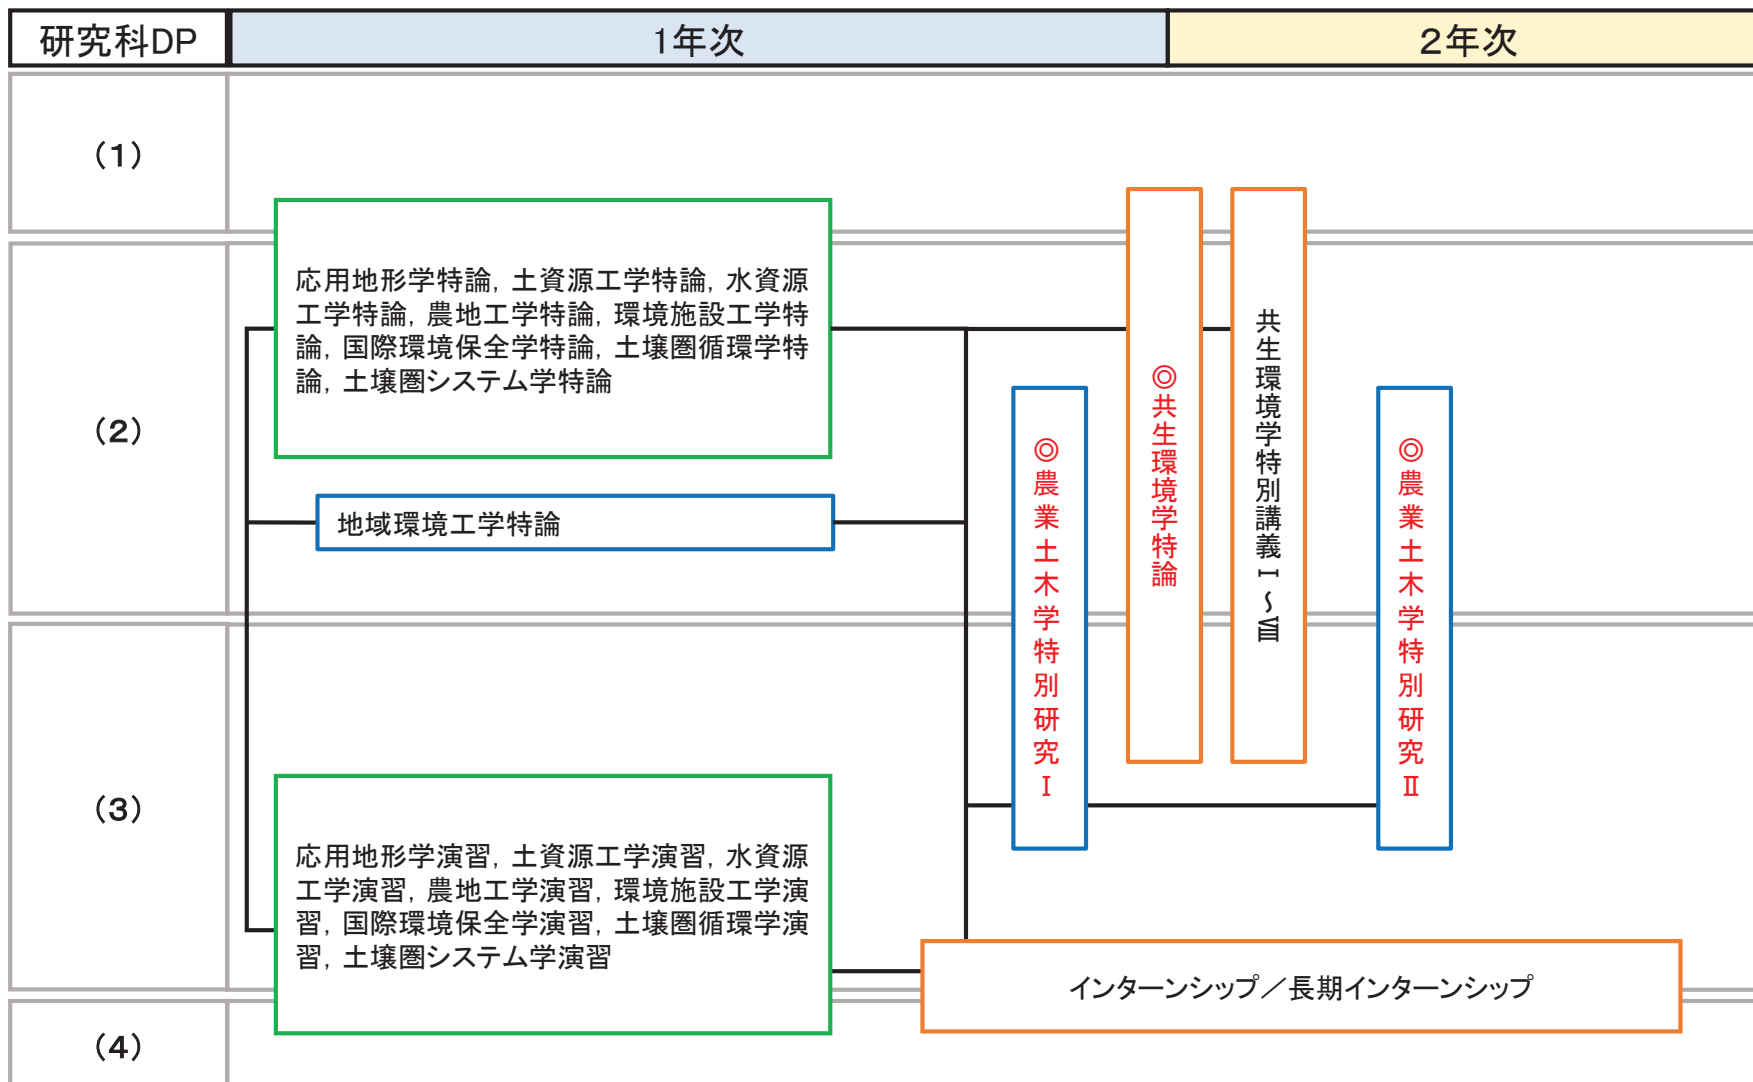 研究科DP
1年次
２年次
（１）
（２）
（３）
（４）
応用地形学特論，土資源工学特論，水資源
工学特論，農地工学特論，環境施設工学特
論，国際環境保全学特論，土壌圏循環学特
論，土壌圏システム学特論
地域環境工学特論
応用地形学演習，土資源工学演習，水資源
工学演習，農地工学演習，環境施設工学演
習，国際環境保全学演習，土壌圏循環学演
習，土壌圏システム学演習
◎農業土木学特別研究Ⅰ
◎共生環境学特論
共生環境学特別講義Ⅰ～Ⅷ
◎農業土木学特別研究Ⅱ
インターンシップ／長期インターンシップ